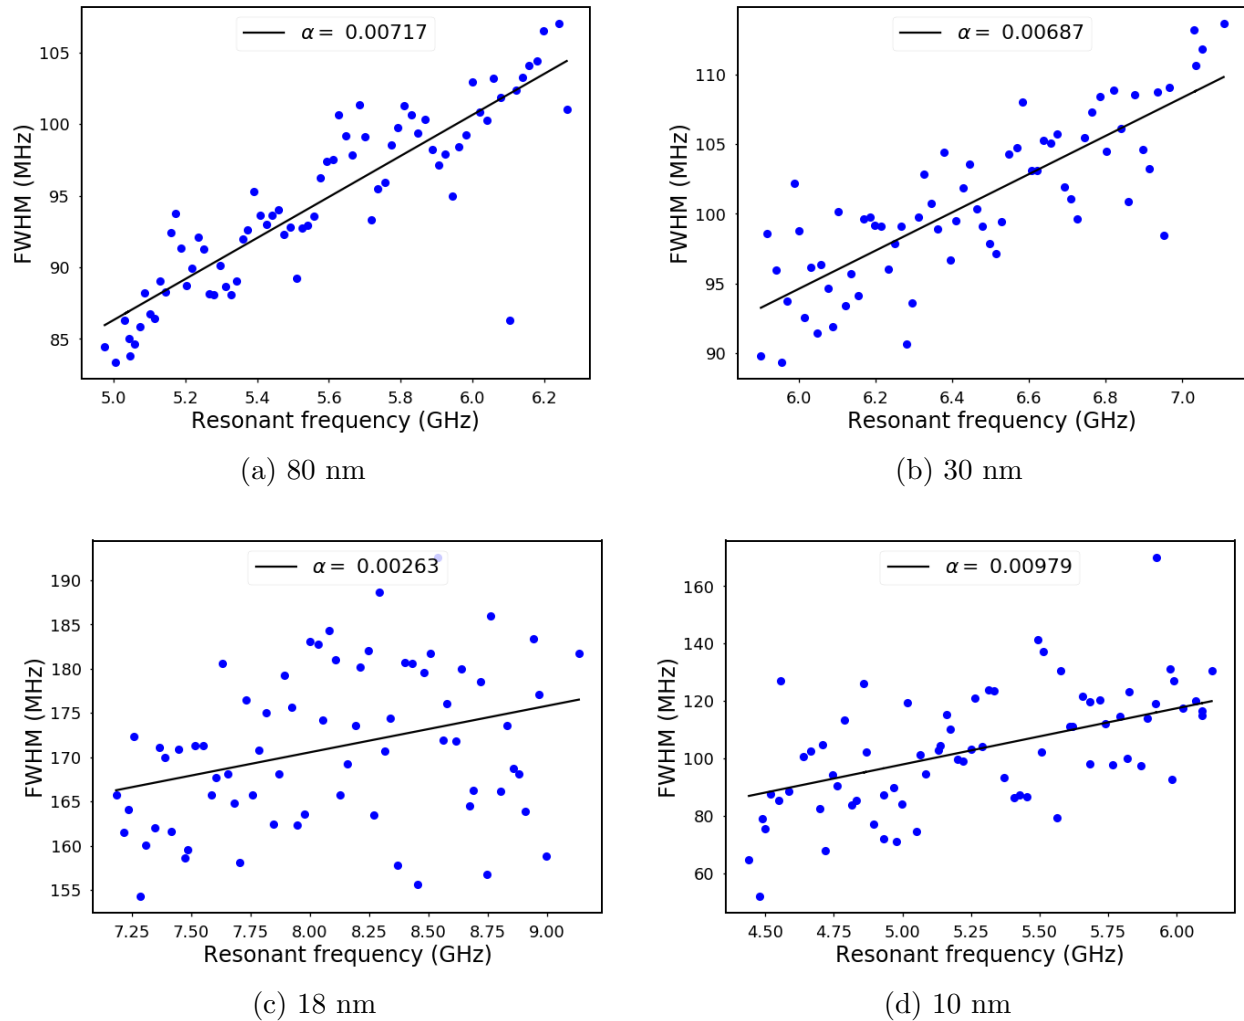 α = 0.00717
105
100
95
90
85
FWHM (MHz)
5.0 5.2 5.4 5.6 5.8 6.0 6.2
Resonant frequency (GHz)
(a) 80 nm
α = 0.00687
110
105
100
95
90
FWHM (MHz)
6.0 6.2 6.4 6.6 6.8 7.0
Resonant frequency (GHz)
(b) 30 nm
α = 0.00263
190
185
180
175
170
165
160
155
FWHM (MHz)
7.25 7.50 7.75 8.00 8.25 8.50 8.75 9.00
Resonant frequency (GHz)
(c) 18 nm
α = 0.00979
160
140
120
100
80
60
FWHM (MHz)
4.50 4.75 5.00 5.25 5.50 5.75 6.00
Resonant frequency (GHz)
(d) 10 nm